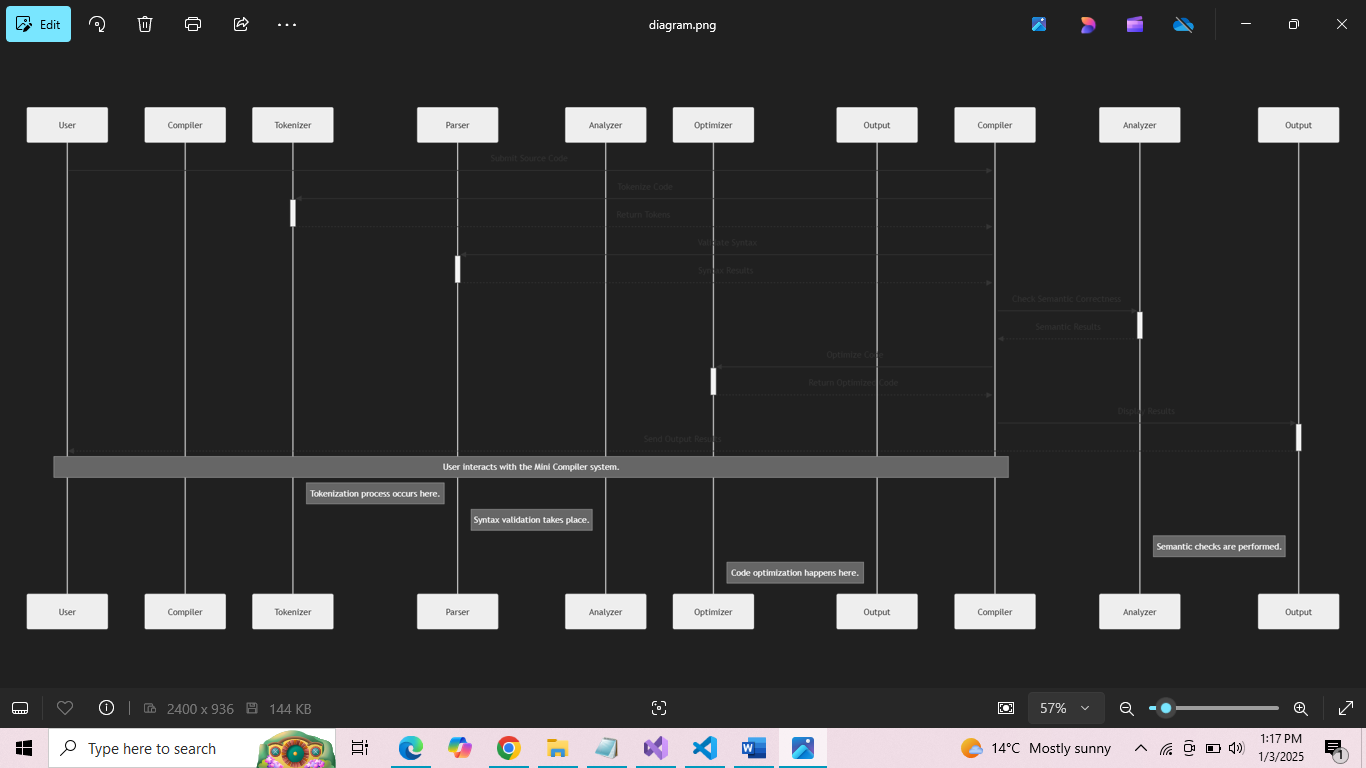 Edit
diagram.png
User
Compiler
Tokenizer
Parser
Analyzer
Optimizer
Output
Compiler
Analyzer
Output
Submit Source Code
Tokenize Code
Return Tokens
Validate Syntax
Syntax Results
Check Semantic Correctness
Semantic Results
Optimize Code
Return Optimized Code
Display Results
Send Output Results
User interacts with the Mini Compiler system.
Tokenization process occurs here.
Syntax validation takes place.
Semantic checks are performed.
Code optimization happens here.
User
Compiler
Tokenizer
Parser
Analyzer
Optimizer
Output
Compiler
Analyzer
Output
2400 x 936
144 KB
57%
Type here to search
14°C Mostly sunny
1:17 PM
1/3/2025
1